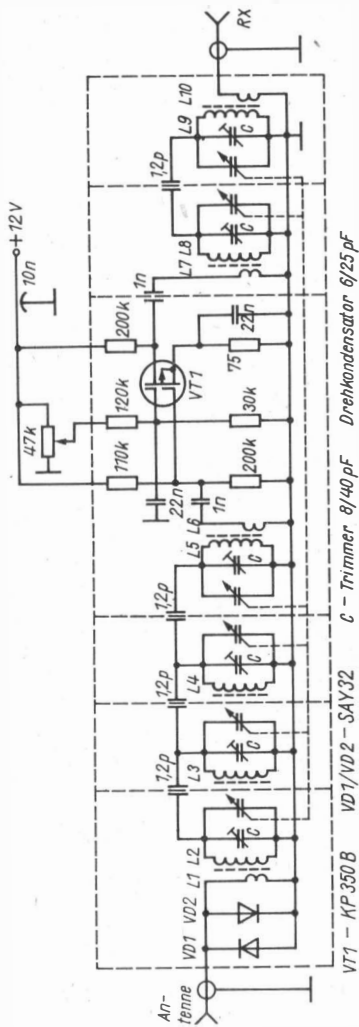 An-
tenne
VD1 VD2 L1 L2
1,2p
C
L3
1,2p
C
L4
1,2p
C
L5
C
L6
1n
22n
110k
47k
120k
200k
30k
200k
VT1
+12V
10n
1n
75
22n
L7 L8
C
1,2p
L9
C
L10
RX
VT1 – KP350B VD1/VD2 – SAY32 C – Trimmer 8/40pF Drehkondensator 6/25pF